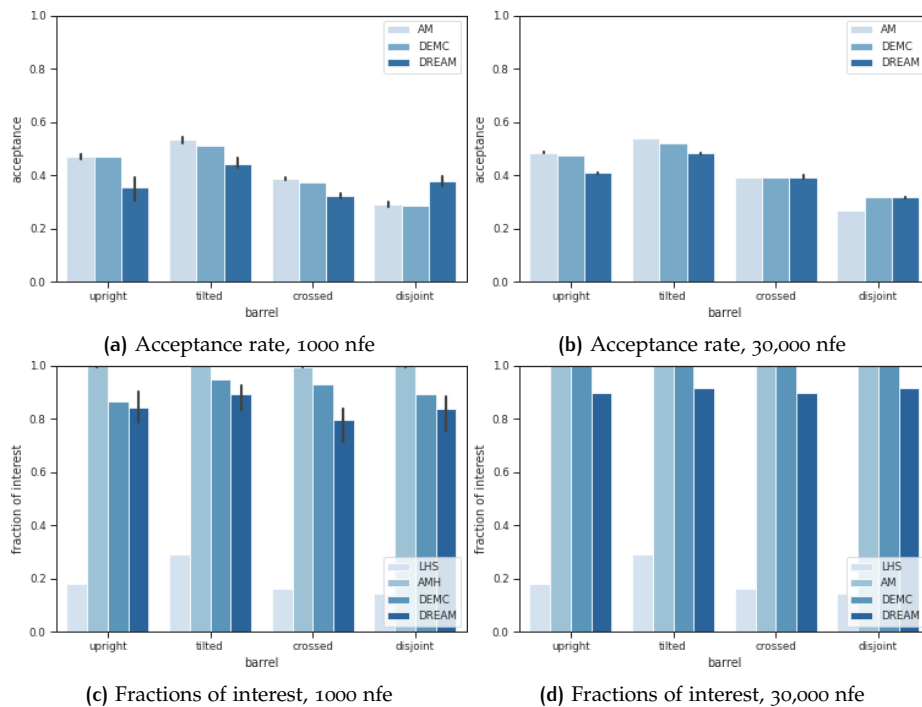 1.0
0.8
0.6
0.4
0.2
0.0
acceptance
AM
DEMC
DREAM
upright tilted crossed disjoint
barrel
(a) Acceptance rate, 1000 nfe
1.0
0.8
0.6
0.4
0.2
0.0
acceptance
AM
DEMC
DREAM
upright tilted crossed disjoint
barrel
(b) Acceptance rate, 30,000 nfe
1.0
0.8
0.6
0.4
0.2
0.0
fraction of interest
LHS
AMH
DEMC
DREAM
upright tilted crossed disjoint
barrel
(c) Fractions of interest, 1000 nfe
1.0
0.8
0.6
0.4
0.2
0.0
fraction of interest
LHS
AM
DEMC
DREAM
upright tilted crossed disjoint
barrel
(d) Fractions of interest, 30,000 nfe